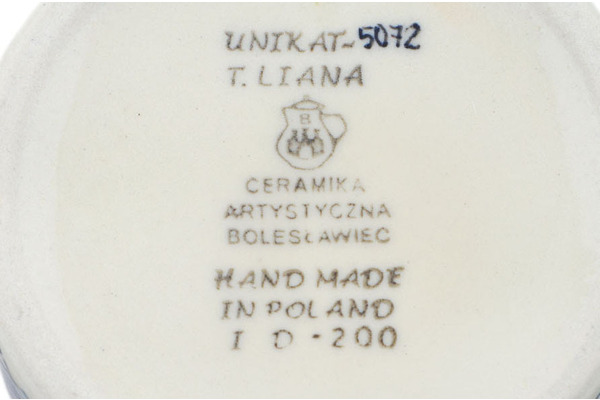 UNIKAT-5072
T. LIANA
B
CERAMIKA
ARTYSTYCZNA
BOLESŁAWIEC
HAND MADE
IN POLAND
I D - 200